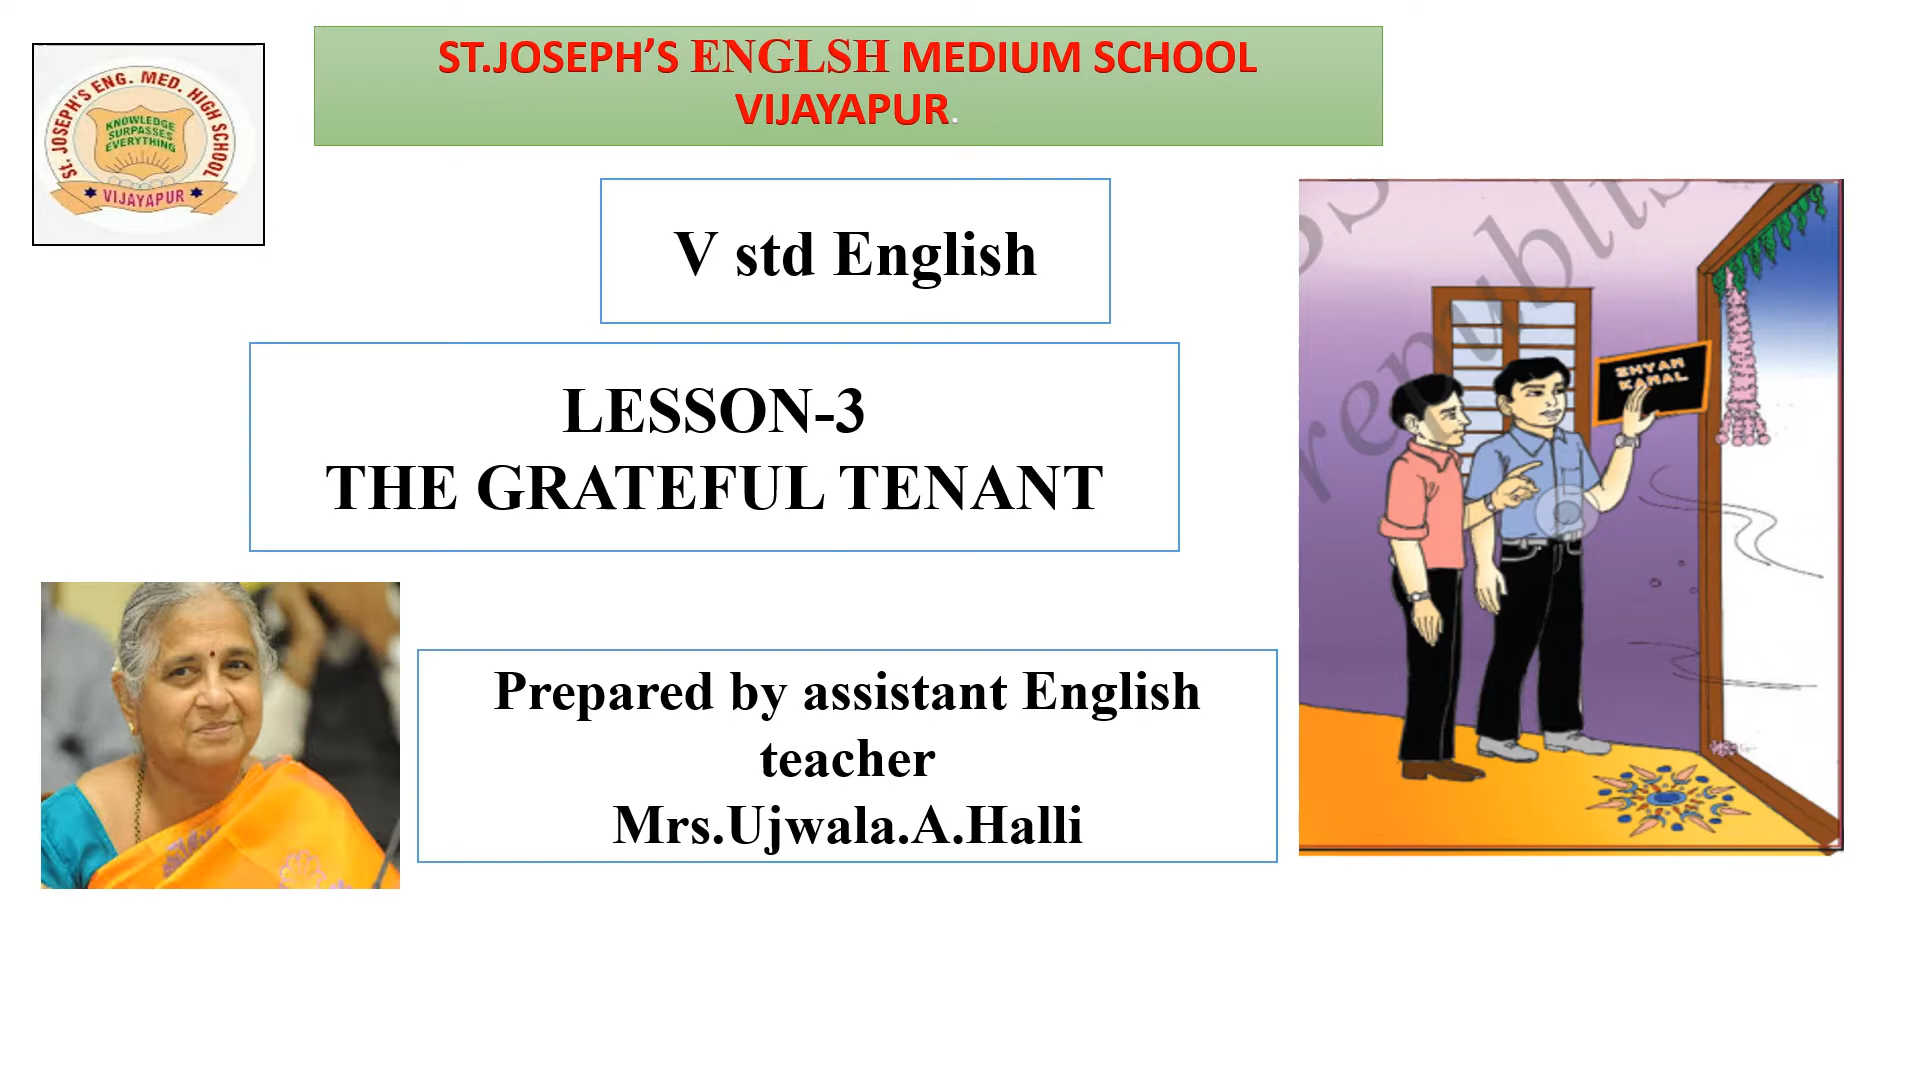 ST.JOSEPH’S ENGLSH MEDIUM SCHOOL
VIJAYAPUR.
St. JOSEPH'S ENG. MED. HIGH SCHOOL
KNOWLEDGE
SURPASSES
EVERYTHING
VIJAYAPUR
V std English
LESSON-3
THE GRATEFUL TENANT
SHYAM
KAMAL
republis
Prepared by assistant English
teacher
Mrs.Ujwala.A.Halli